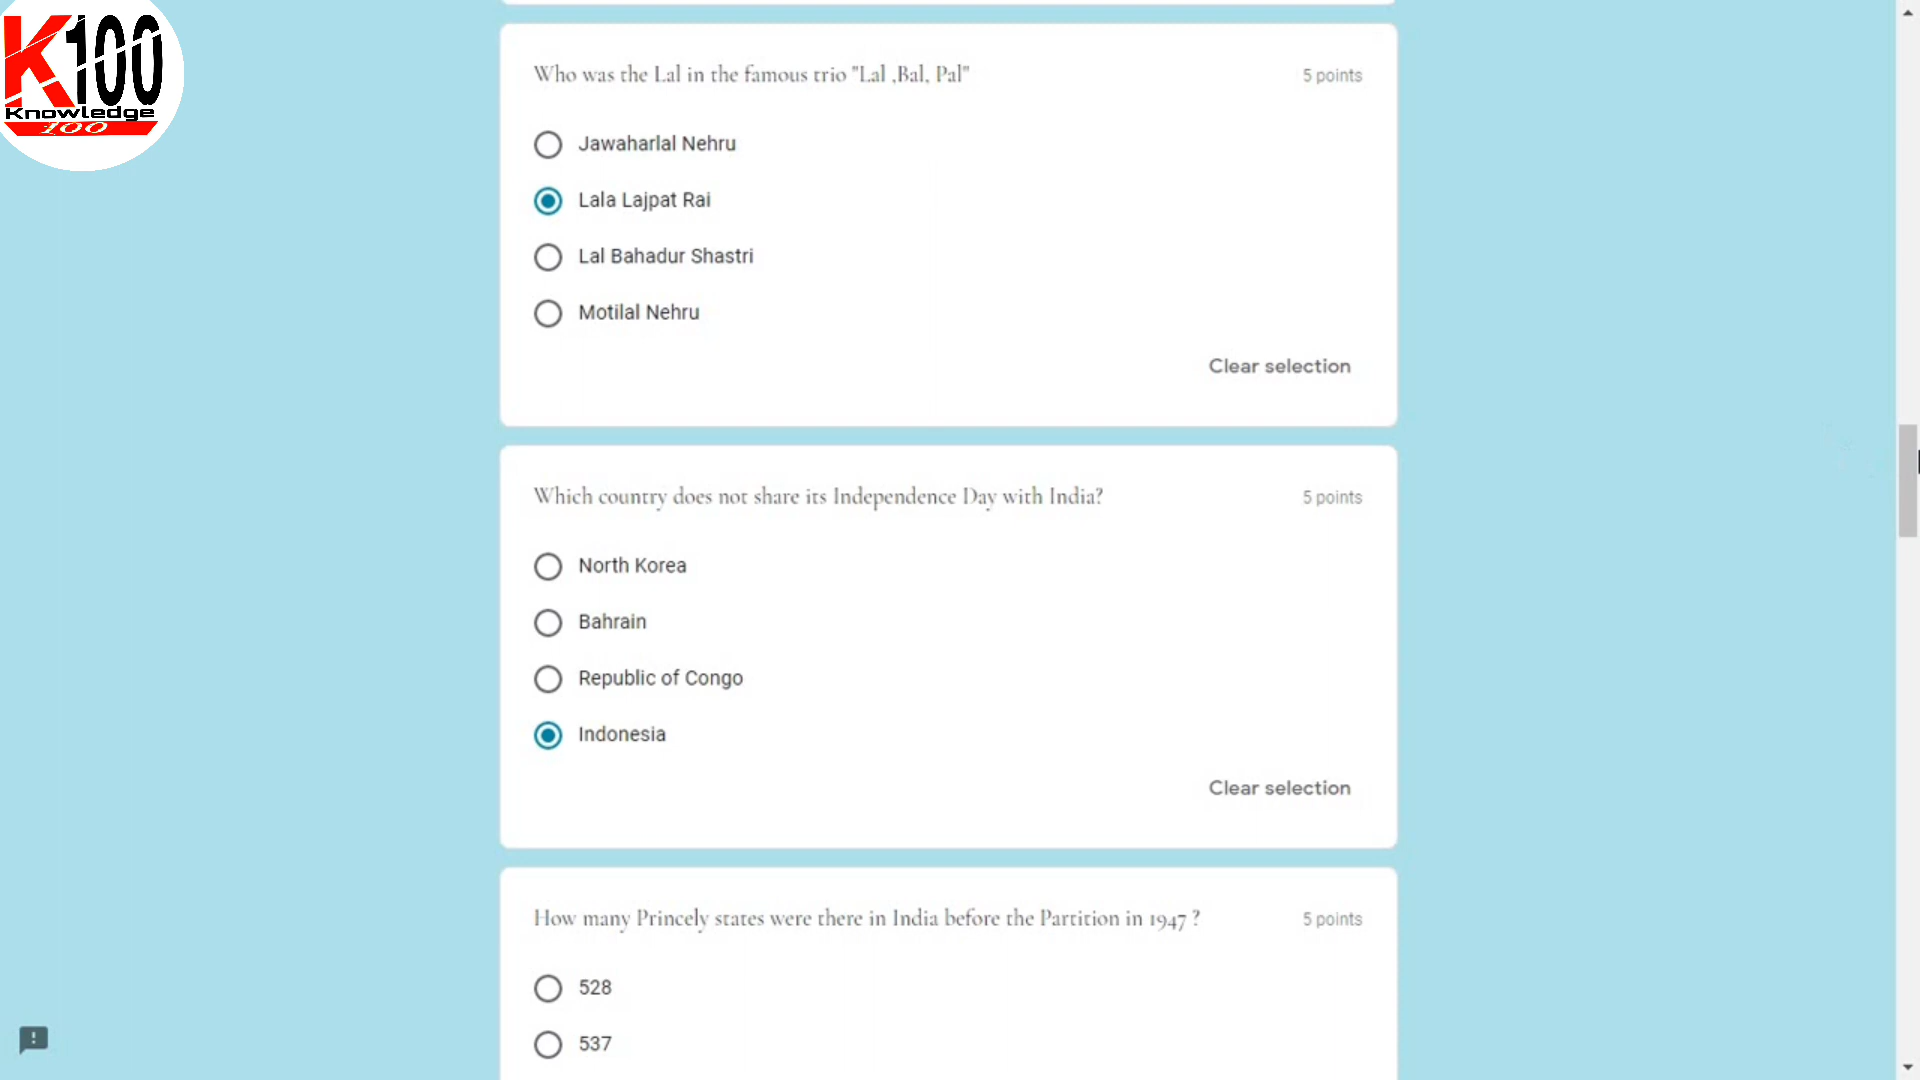 K100
Knowledge
100
Who was the Lal in the famous trio "Lal ,Bal, Pal"
5 points
Jawaharlal Nehru
Lala Lajpat Rai
Lal Bahadur Shastri
Motilal Nehru
Clear selection
Which country does not share its Independence Day with India?
5 points
North Korea
Bahrain
Republic of Congo
Indonesia
Clear selection
How many Princely states were there in India before the Partition in 1947 ?
5 points
528
537